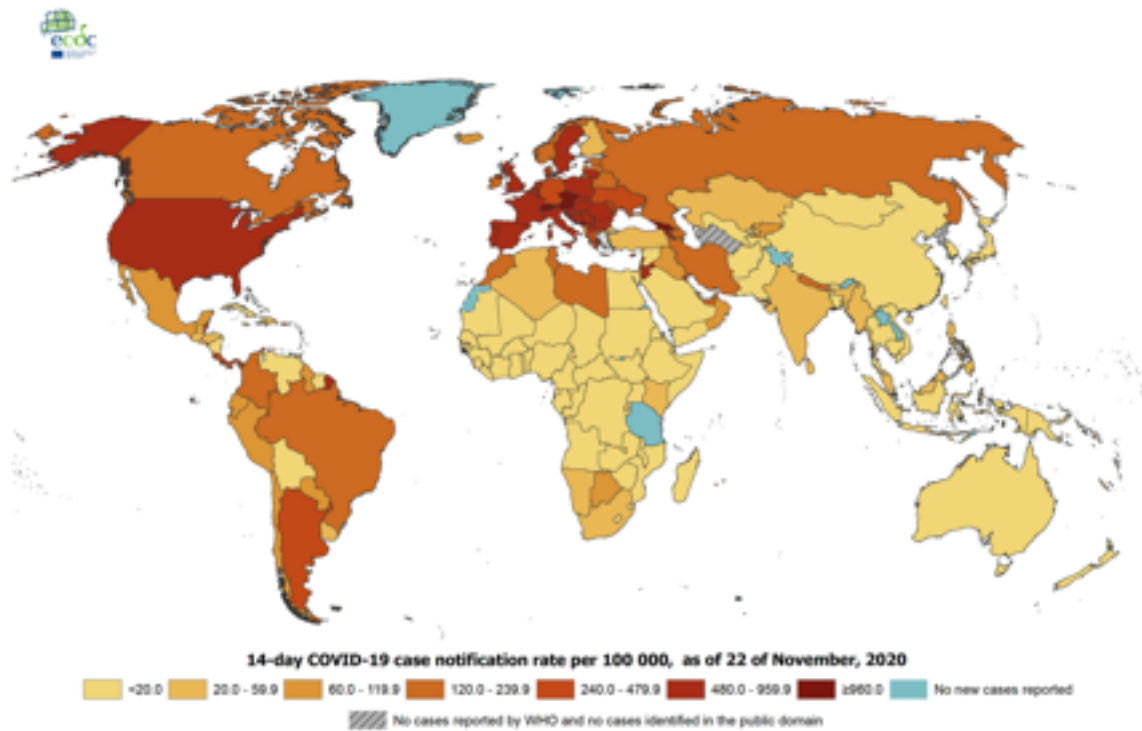 ecdc
14-day COVID-19 case notification rate per 100 000, as of 22 of November, 2020
<20.0 20.0 - 59.9 60.0 - 119.9 120.0 - 239.9 240.0 - 479.9 480.0 - 959.9 ≥960.0 No new cases reported
No cases reported by WHO and no cases identified in the public domain